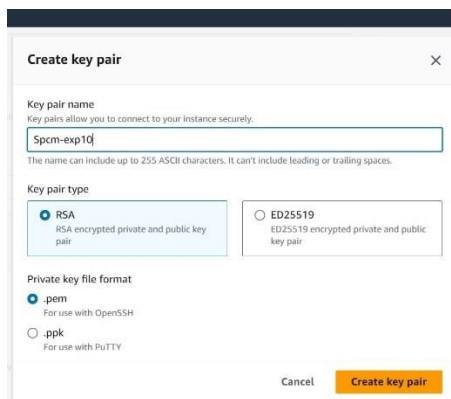 Create key pair
Key pair name
Key pairs allow you to connect to your instance securely.
Spcm-exp10
The name can include up to 255 ASCII characters. It can't include leading or trailing spaces.
Key pair type
RSA
RSA encrypted private and public key
pair
ED25519
ED25519 encrypted private and public
key pair
Private key file format
.pem
For use with OpenSSH
.ppk
For use with PuTTY
Cancel
Create key pair